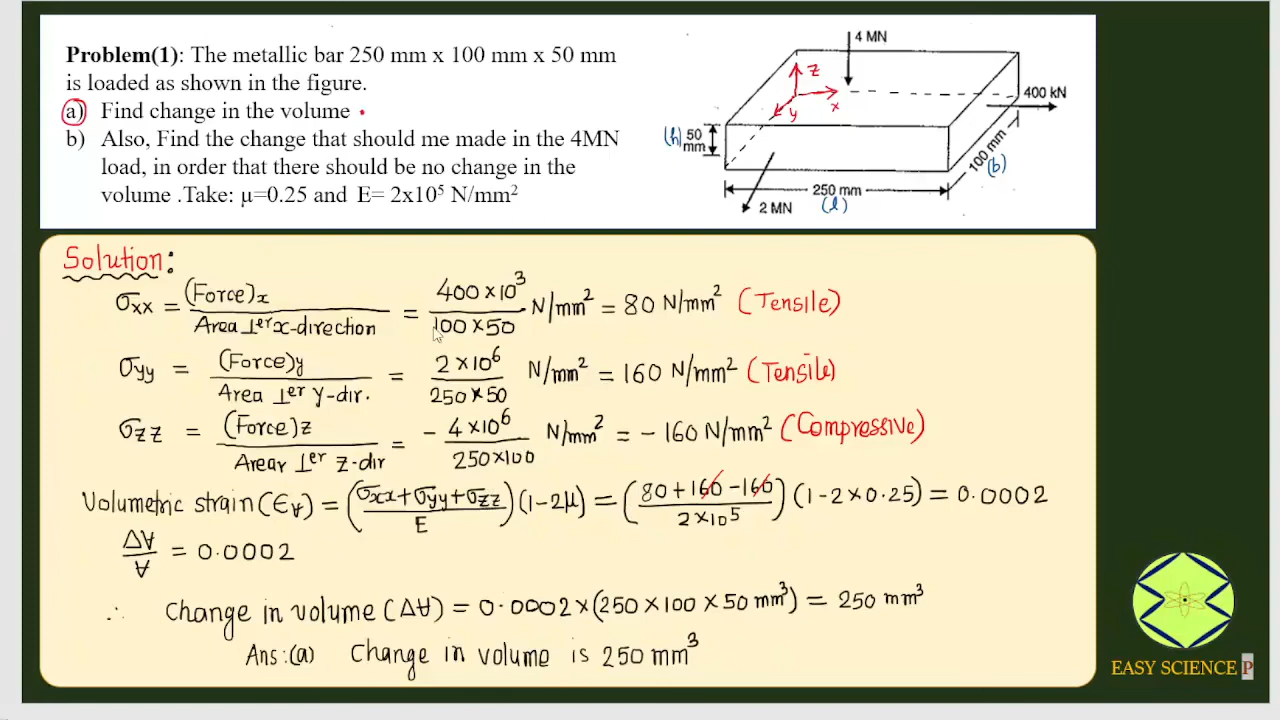 Problem(1): The metallic bar 250 mm x 100 mm x 50 mm
is loaded as shown in the figure.
a) Find change in the volume
b) Also, Find the change that should me made in the 4MN
load, in order that there should be no change in the
volume .Take: μ=0.25 and E= 2x10⁵ N/mm²
4 MN
z
x
y
400 kN
(h) 50
mm
100 mm
(b)
250 mm
(l)
2 MN
Solution:
σxx = (Force)x / Area ⊥er x-direction = 400×10³ / 100×50 N/mm² = 80 N/mm² (Tensile)
σyy = (Force)y / Area ⊥er y-dir. = 2×10⁶ / 250×50 N/mm² = 160 N/mm² (Tensile)
σzz = (Force)z / Arear ⊥er z-dir = - 4×10⁶ / 250×100 N/mm² = - 160 N/mm² (Compressive)
Volumetric strain (∈v) = (σxx+σyy+σzz / E) (1-2μ) = (80+160-160 / 2×10⁵) (1-2×0.25) = 0.0002
ΔV / V = 0.0002
∴ Change in volume (ΔV) = 0.0002×(250×100×50 mm³) = 250 mm³
Ans:(a) Change in volume is 250 mm³
EASY SCIENCE P